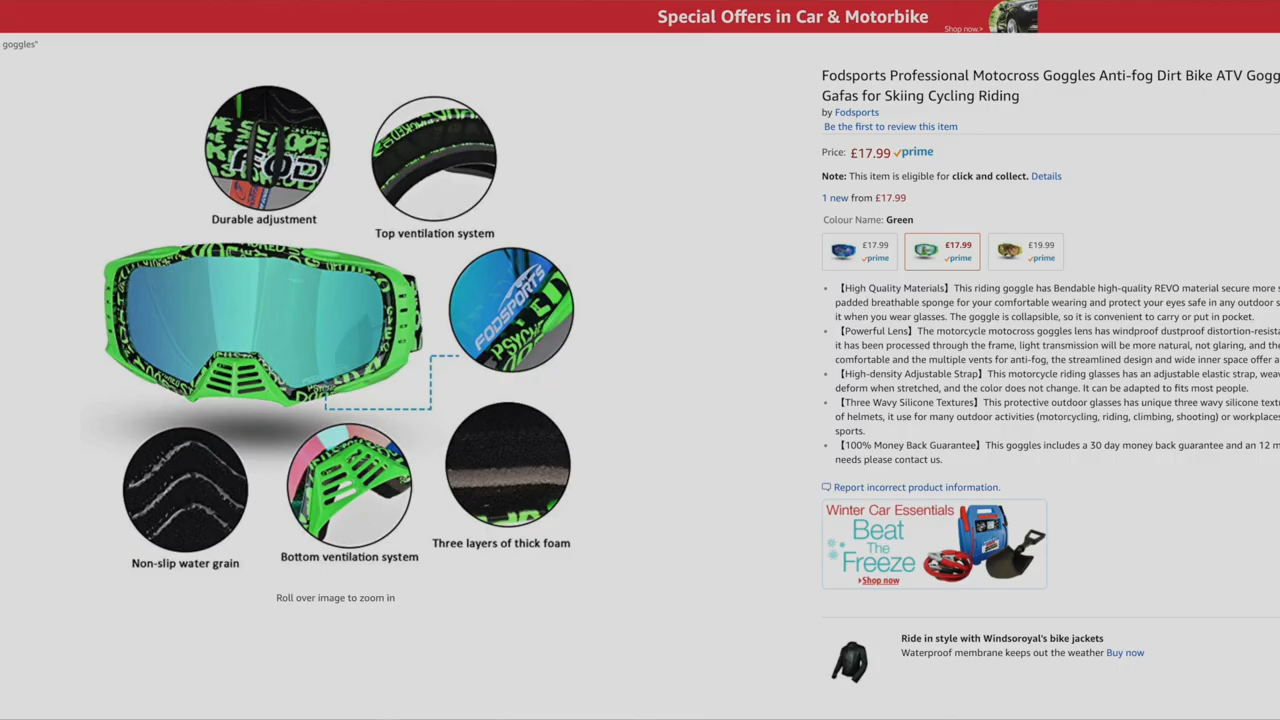 Special Offers in Car & Motorbike
Shop now.>
goggles"
Fodsports Professional Motocross Goggles Anti-fog Dirt Bike ATV Gogg
Gafas for Skiing Cycling Riding
by Fodsports
Be the first to review this item
Price: £17.99 prime
Note: This item is eligible for click and collect. Details
1 new from £17.99
Colour Name: Green
£17.99 prime
£17.99 prime
£19.99 prime
【High Quality Materials】This riding goggle has Bendable high-quality REVO material secure more s
padded breathable sponge for your comfortable wearing and protect your eyes safe in any outdoor s
it when you wear glasses. The goggle is collapsible, so it is convenient to carry or put in pocket.
【Powerful Lens】The motorcycle motocross goggles lens has windproof dustproof distortion-resista
it has been processed through the frame, light transmission will be more natural, not glaring, and the
comfortable and the multiple vents for anti-fog, the streamlined design and wide inner space offer a
【High-density Adjustable Strap】This motorcycle riding glasses has an adjustable elastic strap, weav
deform when stretched, and the color does not change. It can be adapted to fits most people.
【Three Wavy Silicone Textures】This protective outdoor glasses has unique three wavy silicone textu
of helmets, it use for many outdoor activities (motorcycling, riding, climbing, shooting) or workplaces
sports.
【100% Money Back Guarantee】This goggles includes a 30 day money back guarantee and an 12 m
needs please contact us.
Report incorrect product information.
Winter Car Essentials
Beat
The
Freeze
Shop now
Ride in style with Windsoroyal's bike jackets
Waterproof membrane keeps out the weather Buy now
Durable adjustment
Top ventilation system
FODSPORTS
PSYCHE
Non-slip water grain
Bottom ventilation system
Three layers of thick foam
Roll over image to zoom in